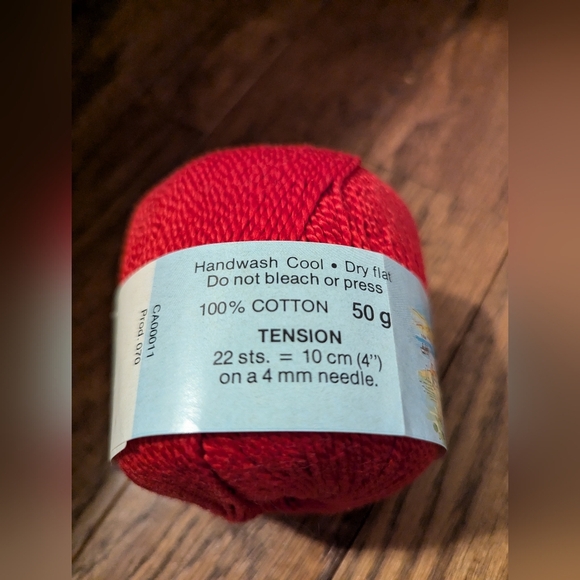 Handwash Cool • Dry flat
Do not bleach or press
100% COTTON 50 g
TENSION
22 sts. = 10 cm (4")
on a 4 mm needle.
CA00011
Prod. 070